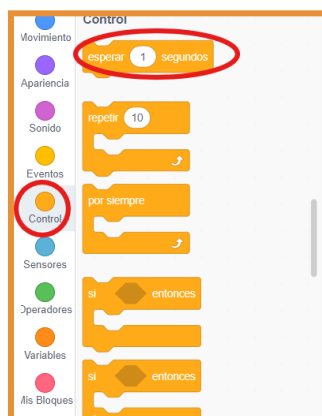 Control
Movimiento
Apariencia
Sonido
Eventos
Control
Sensores
Operadores
Variables
Mis Bloques
esperar 1 segundos
repetir 10
por siempre
si entonces
si entonces